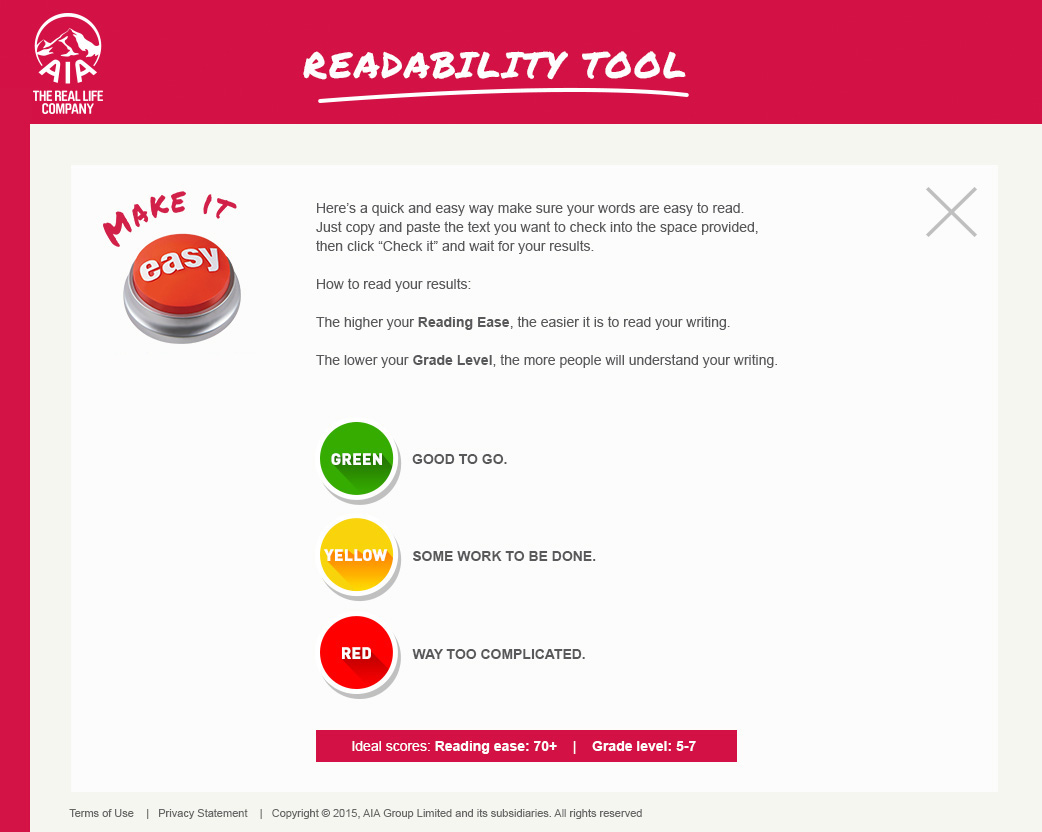 AIA
THE REAL LIFE
COMPANY
READABILITY TOOL
MAKE IT
easy
Here's a quick and easy way make sure your words are easy to read.
Just copy and paste the text you want to check into the space provided,
then click “Check it” and wait for your results.
How to read your results:
The higher your Reading Ease, the easier it is to read your writing.
The lower your Grade Level, the more people will understand your writing.
GREEN GOOD TO GO.
YELLOW SOME WORK TO BE DONE.
RED WAY TOO COMPLICATED.
Ideal scores: Reading ease: 70+ | Grade level: 5-7
Terms of Use | Privacy Statement | Copyright © 2015, AIA Group Limited and its subsidiaries. All rights reserved